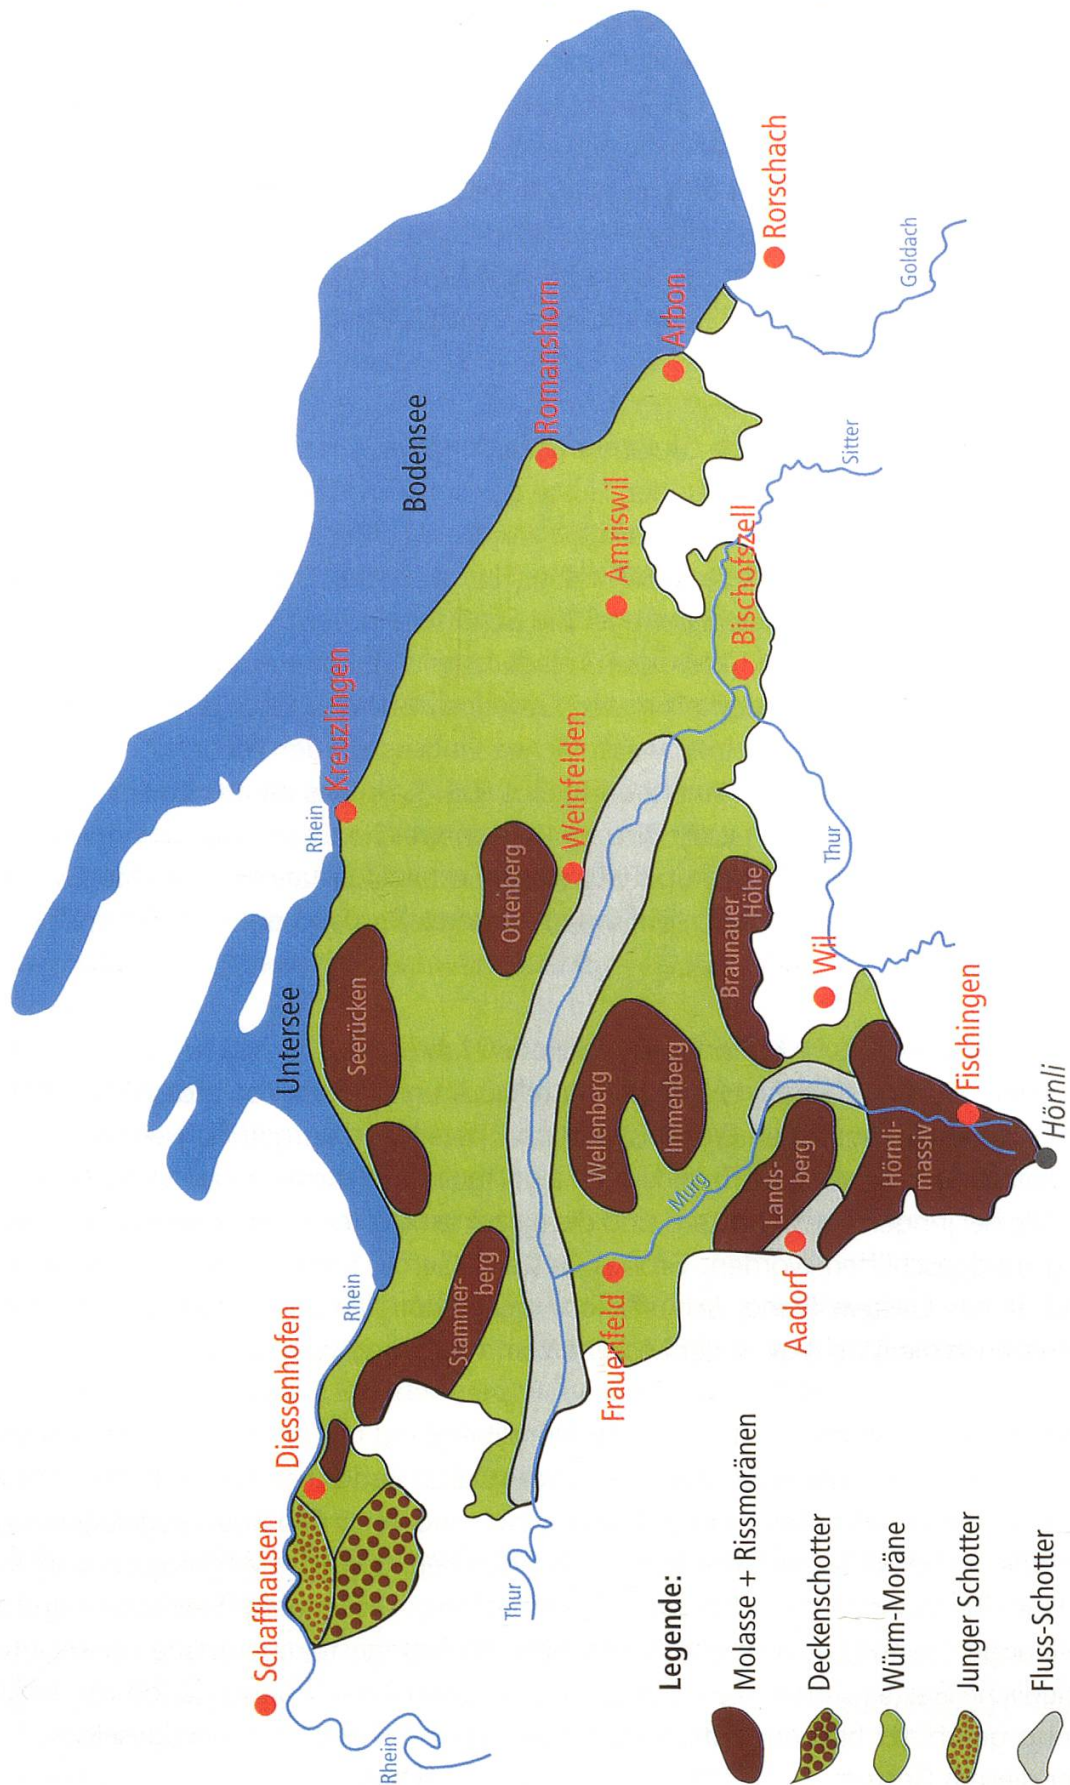 Schaffhausen
Diessenhofen
Rhein
Rhein
Untersee
Rhein
Kreuzlingen
Bodensee
Stammer-
berg
Seerücken
Ottenberg
Weinfelden
Romanshorn
Amriswil
Arbon
Rorschach
Goldach
Sitter
Bischofszell
Thur
Thur
Frauenfeld
Wellenberg
Immenberg
Murg
Braunauer
Höhe
Wil
Aadorf
Lands-
berg
Hörnli-
massiv
Fischingen
Hörnli
Legende:
Molasse + Rissmoränen
Deckenschotter
Würm-Moräne
Junger Schotter
Fluss-Schotter